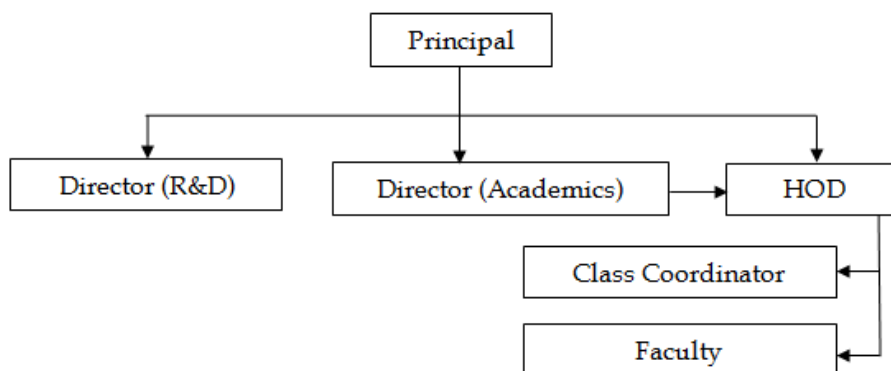 Principal
Director (R&D)
Director (Academics)
HOD
Class Coordinator
Faculty